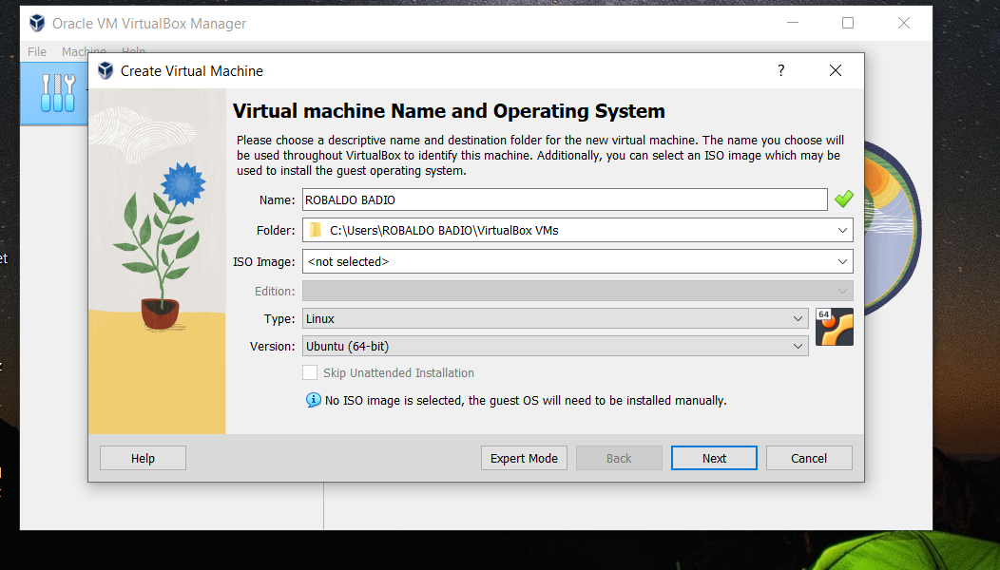 Oracle VM VirtualBox Manager
File Machine Help
Create Virtual Machine
?
Virtual machine Name and Operating System
Please choose a descriptive name and destination folder for the new virtual machine. The name you choose will
be used throughout VirtualBox to identify this machine. Additionally, you can select an ISO image which may be
used to install the guest operating system.
Name: ROBALDO BADIO
Folder: C:\Users\ROBALDO BADIO\VirtualBox VMs
ISO Image: <not selected>
Edition:
Type: Linux
64
Version: Ubuntu (64-bit)
Skip Unattended Installation
No ISO image is selected, the guest OS will need to be installed manually.
Help Expert Mode Back Next Cancel